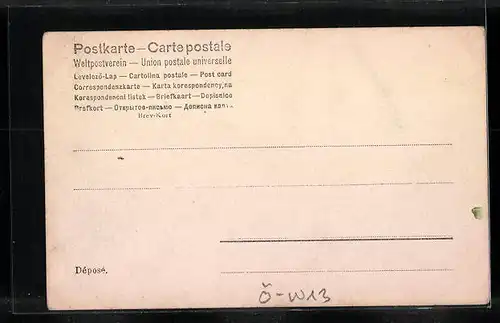 Postkarte — Carte postale
Weltpostverein — Union postale universelle
Levelező-Lap — Cartolina postale — Post card
Correspondenzkarte — Karta korespondencyjna
Korespondenční lístek — Briefkaart — Dopisnica
Brefkort — Открытое письмо — Дописна карта
Brev-Kort
Déposé.
Ö-W13